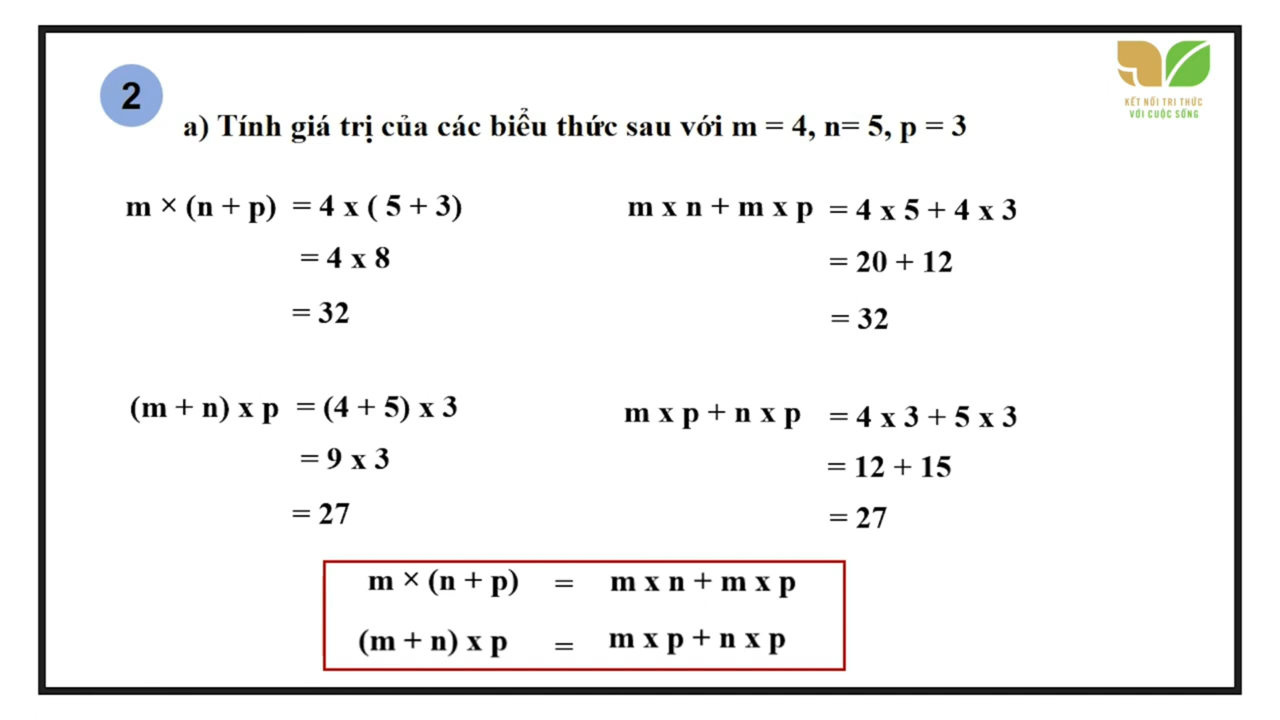 2
KẾT NỐI TRI THỨC
VỚI CUỘC SỐNG
a) Tính giá trị của các biểu thức sau với m = 4, n= 5, p = 3
m × (n + p) = 4 x ( 5 + 3)
= 4 x 8
= 32
m x n + m x p = 4 x 5 + 4 x 3
= 20 + 12
= 32
(m + n) x p = (4 + 5) x 3
= 9 x 3
= 27
m x p + n x p = 4 x 3 + 5 x 3
= 12 + 15
= 27
m × (n + p) = m x n + m x p
(m + n) x p = m x p + n x p